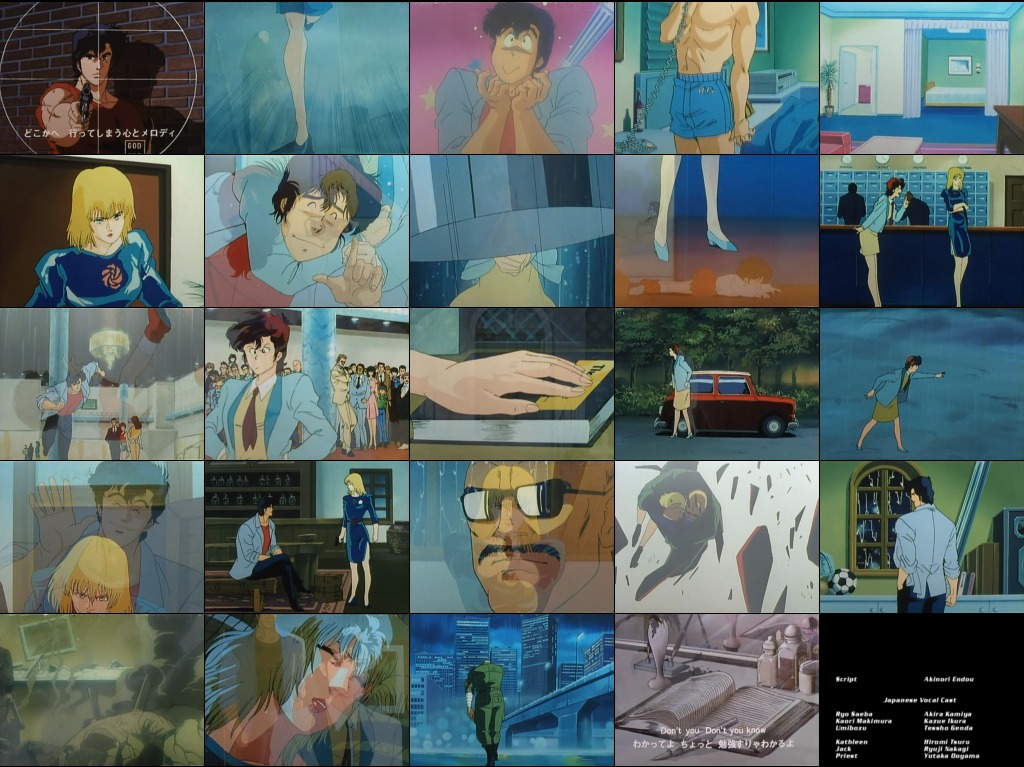 どこかへ 行ってしまう心とメロディ
600
Don't you Don't you know
わかってよ ちょっと 勉強すりゃわかるよ
Script Akinori Endou
Japanese Vocal Cast
Ryo Saeba Akira Kamiya
Kaori Makimura Kazue Ikura
Umibozu Tessho Genda
Kathleen Hiromi Tsuru
Jack Ryuji Nakagi
Priest Yutaka Ooyama